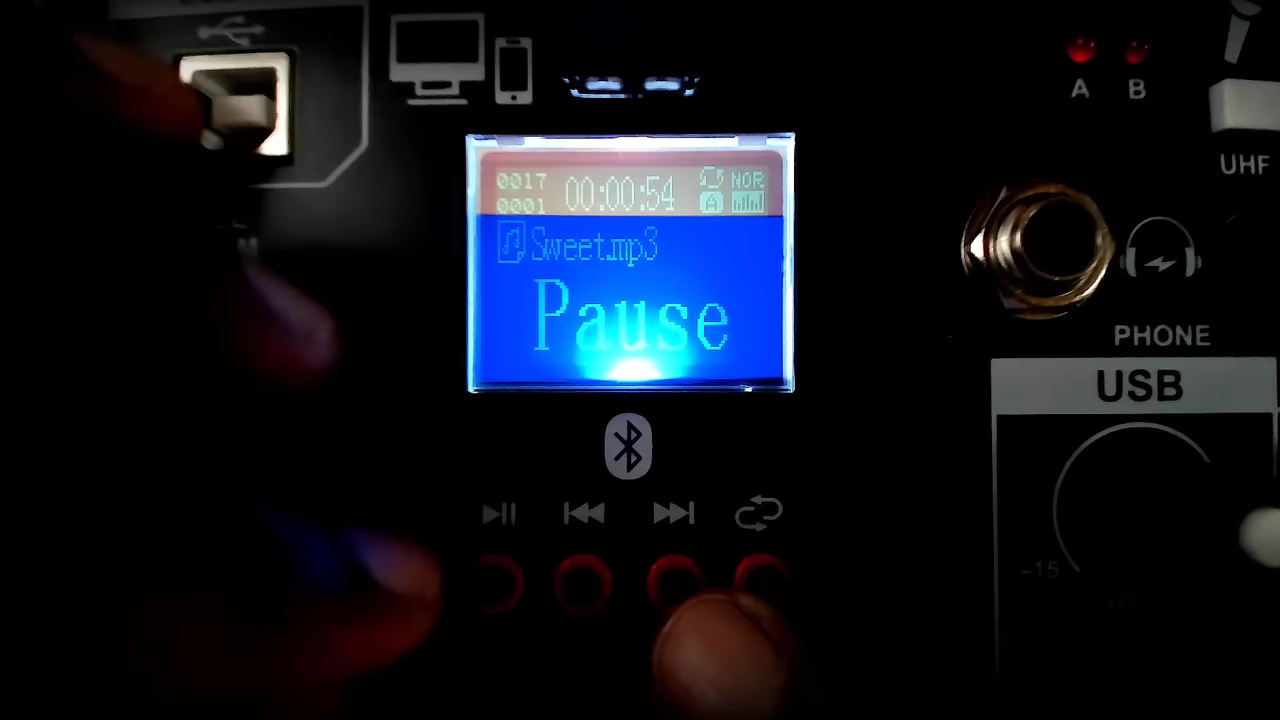 A B
UHF
0017 00:00:54 NOR
0001 A
Sweet.mp3
Pause
PHONE
USB
-15